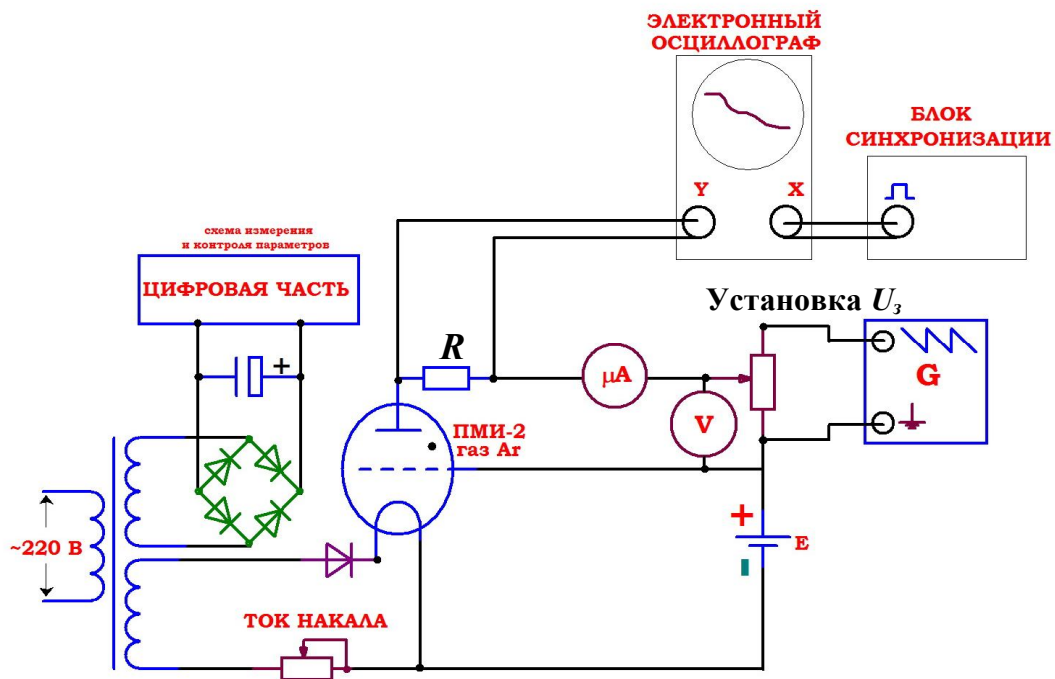 ЭЛЕКТРОННЫЙ
ОСЦИЛЛОГРАФ
БЛОК
СИНХРОНИЗАЦИИ
Y
X
схема измерения
и контроля параметров
ЦИФРОВАЯ ЧАСТЬ
Установка Uз
R
+
μA
G
V
ПМИ-2
газ Ar
~220 В
+
E
-
ТОК НАКАЛА